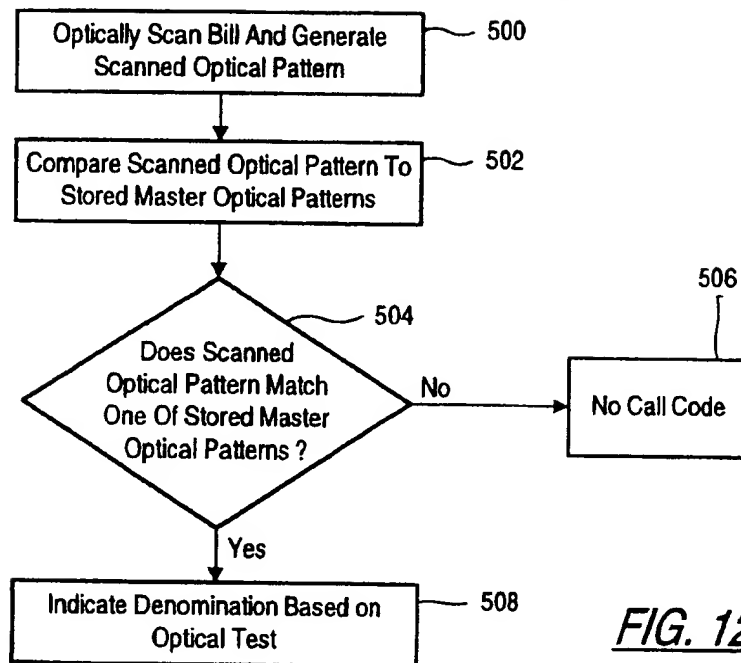 Optically Scan Bill And Generate
Scanned Optical Pattern
500
Compare Scanned Optical Pattern To
Stored Master Optical Patterns
502
504
Does Scanned
Optical Pattern Match
One Of Stored Master
Optical Patterns ?
No
506
No Call Code
Yes
Indicate Denomination Based on
Optical Test
508
FIG. 12